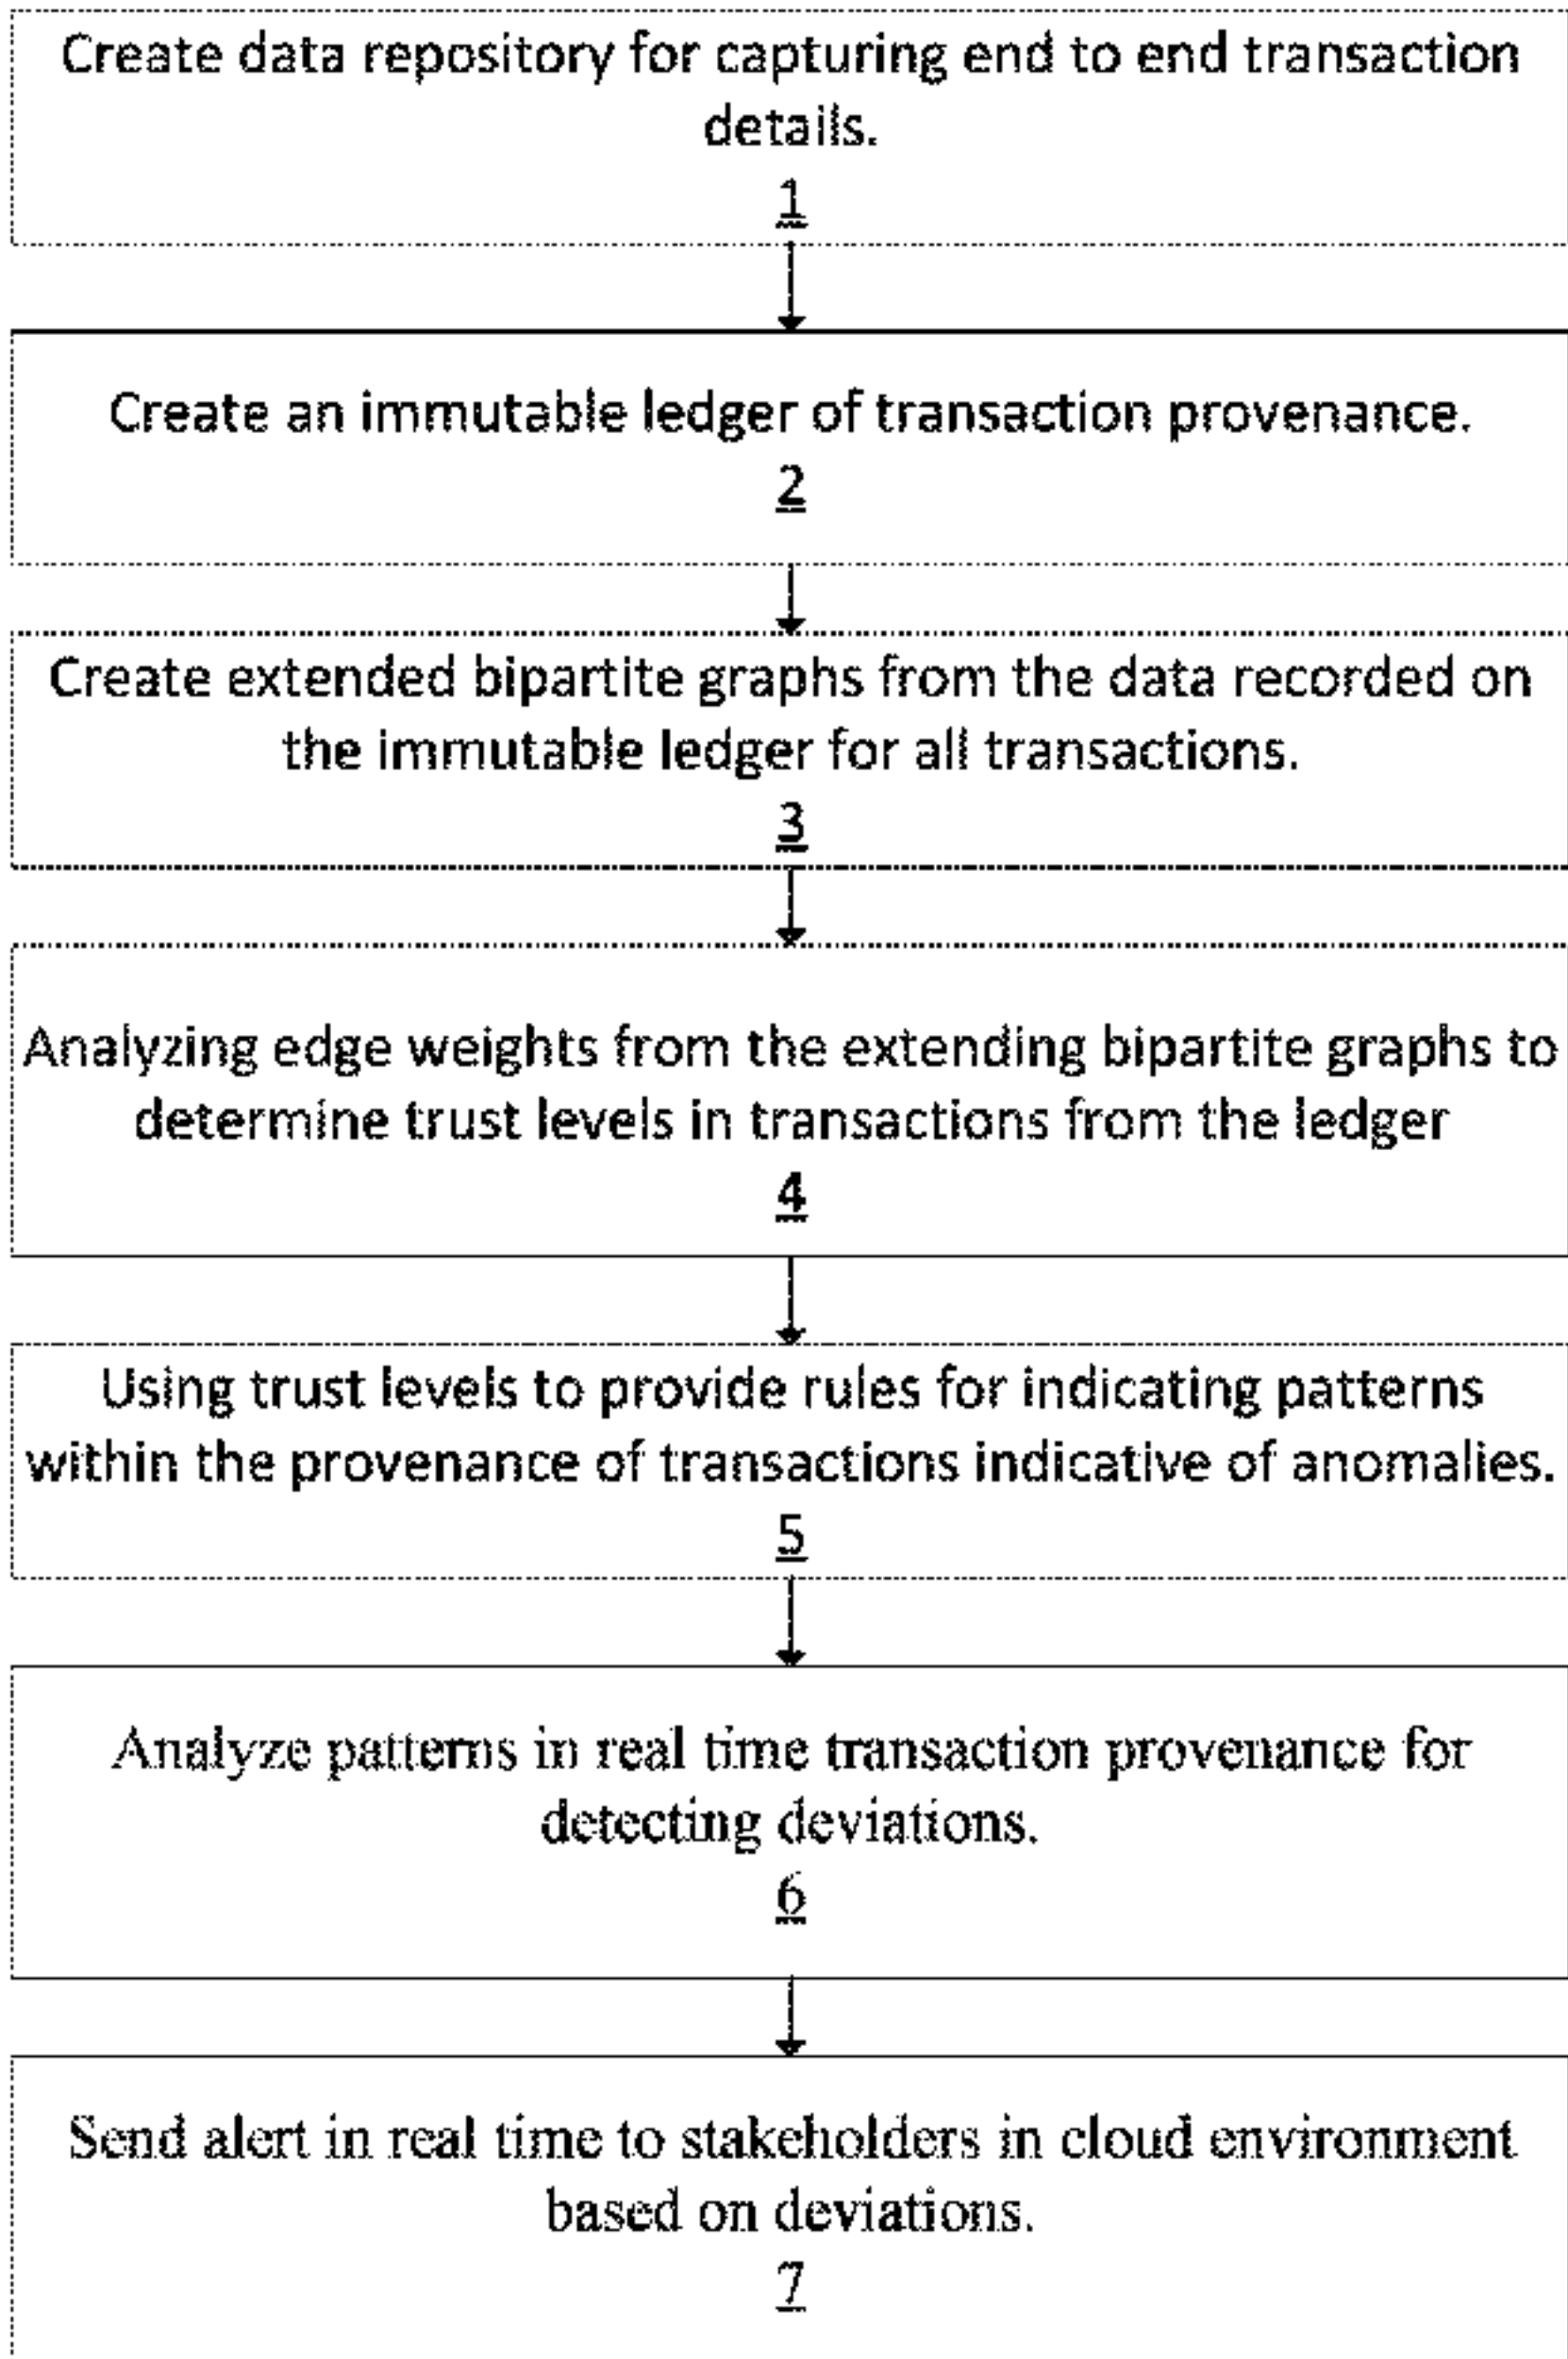 Create data repository for capturing end to end transaction
details.
1
Create an immutable ledger of transaction provenance.
2
Create extended bipartite graphs from the data recorded on
the immutable ledger for all transactions.
3
Analyzing edge weights from the extending bipartite graphs to
determine trust levels in transactions from the ledger
4
Using trust levels to provide rules for indicating patterns
within the provenance of transactions indicative of anomalies.
5
Analyze patterns in real time transaction provenance for
detecting deviations.
6
Send alert in real time to stakeholders in cloud environment
based on deviations.
7